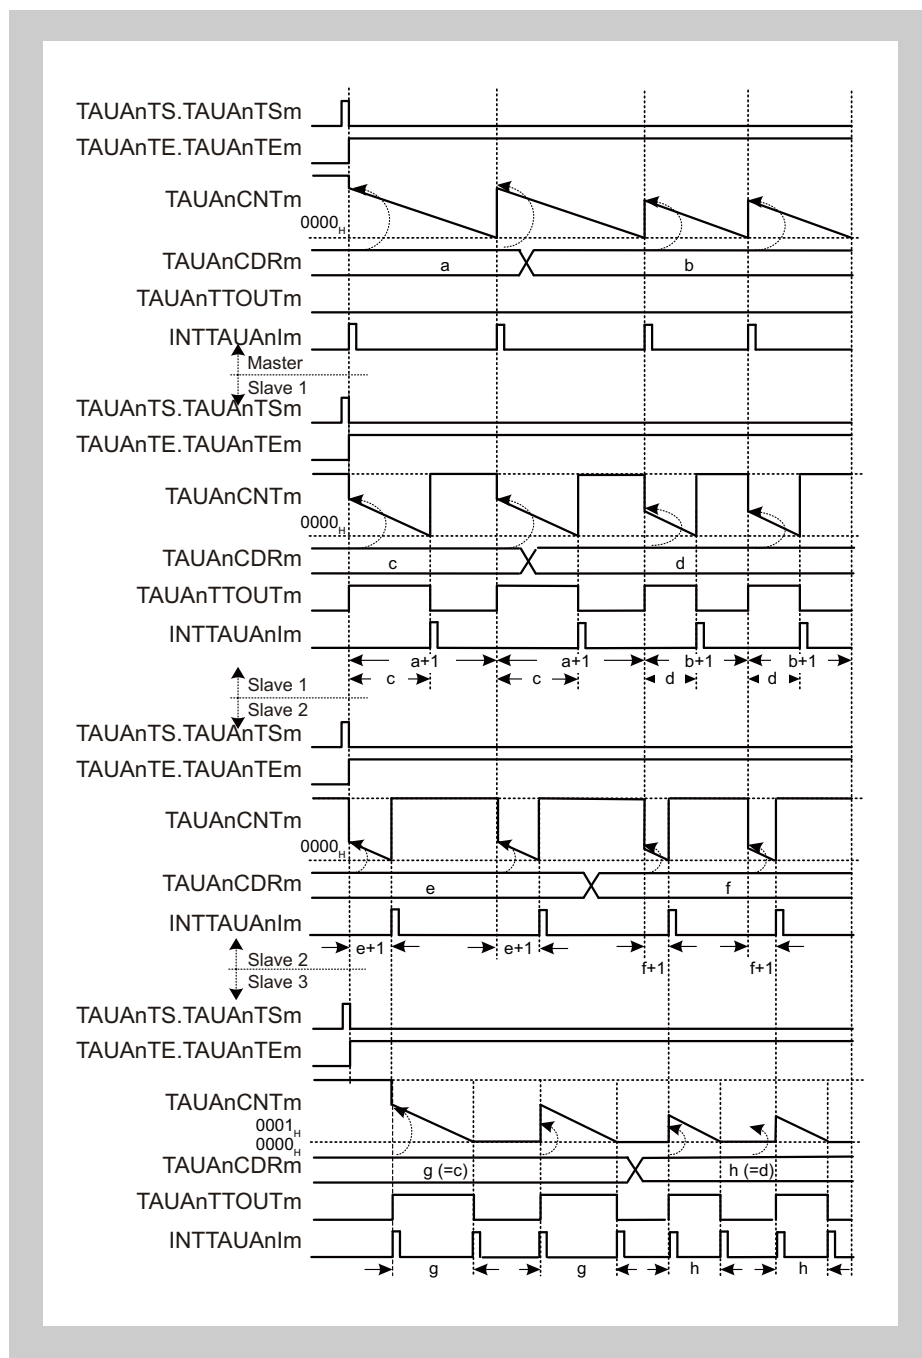 TAUAnTS.TAUAnTSm
TAUAnTE.TAUAnTEm
TAUAnCNTm
0000H
TAUAnCDRm
a
b
TAUAnTTOUTm
INTTAUAnIm
Master
Slave 1
TAUAnTS.TAUAnTSm
TAUAnTE.TAUAnTEm
TAUAnCNTm
0000H
TAUAnCDRm
c
d
TAUAnTTOUTm
INTTAUAnIm
a+1 a+1 b+1 b+1
c c d d
Slave 1
Slave 2
TAUAnTS.TAUAnTSm
TAUAnTE.TAUAnTEm
TAUAnCNTm
0000H
TAUAnCDRm
e
f
INTTAUAnIm
e+1 e+1 f+1 f+1
Slave 2
Slave 3
TAUAnTS.TAUAnTSm
TAUAnTE.TAUAnTEm
TAUAnCNTm
0001H
0000H
TAUAnCDRm
g (=c)
h (=d)
TAUAnTTOUTm
INTTAUAnIm
g g h h